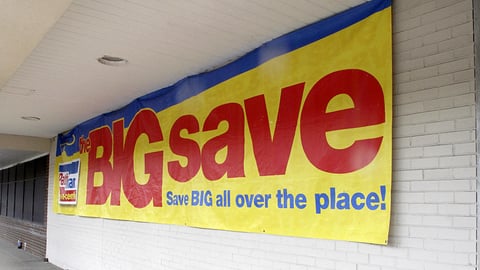 the BIG save
Save BIG all over the place!